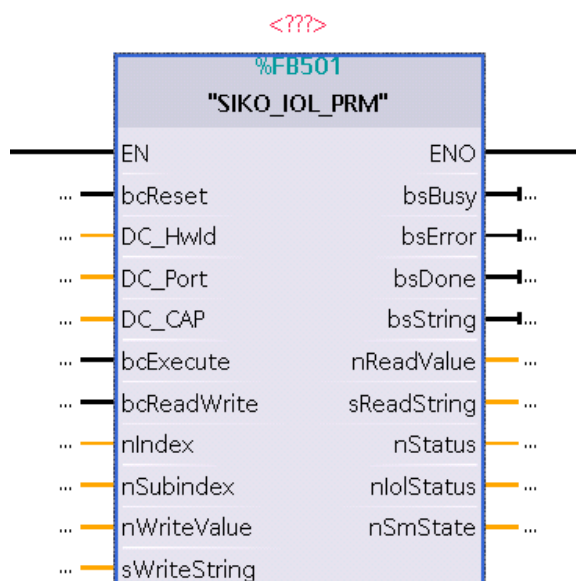 <???>
%FB501
"SIKO_IOL_PRM"
EN ENO
... bcReset bsBusy ...
... DC_HwId bsError ...
... DC_Port bsDone ...
... DC_CAP bsString ...
... bcExecute nReadValue ...
... bcReadWrite sReadString ...
... nIndex nStatus ...
... nSubindex nIolStatus ...
... nWriteValue nSmState ...
... sWriteString